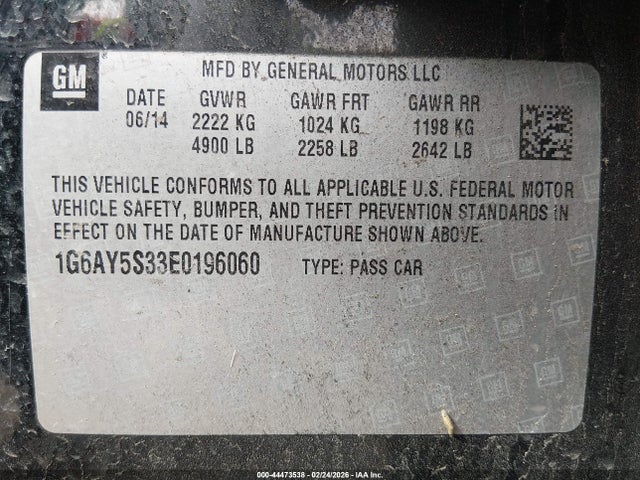 GM
MFD BY GENERAL MOTORS LLC
DATE GVWR GAWR FRT GAWR RR
06/14 2222 KG 1024 KG 1198 KG
4900 LB 2258 LB 2642 LB
THIS VEHICLE CONFORMS TO ALL APPLICABLE U.S. FEDERAL MOTOR
VEHICLE SAFETY, BUMPER, AND THEFT PREVENTION STANDARDS IN
EFFECT ON THE DATE OF MANUFACTURE SHOWN ABOVE.
1G6AY5S33E0196060 TYPE: PASS CAR
000-44473538 - 02/24/2026 - IAA Inc.